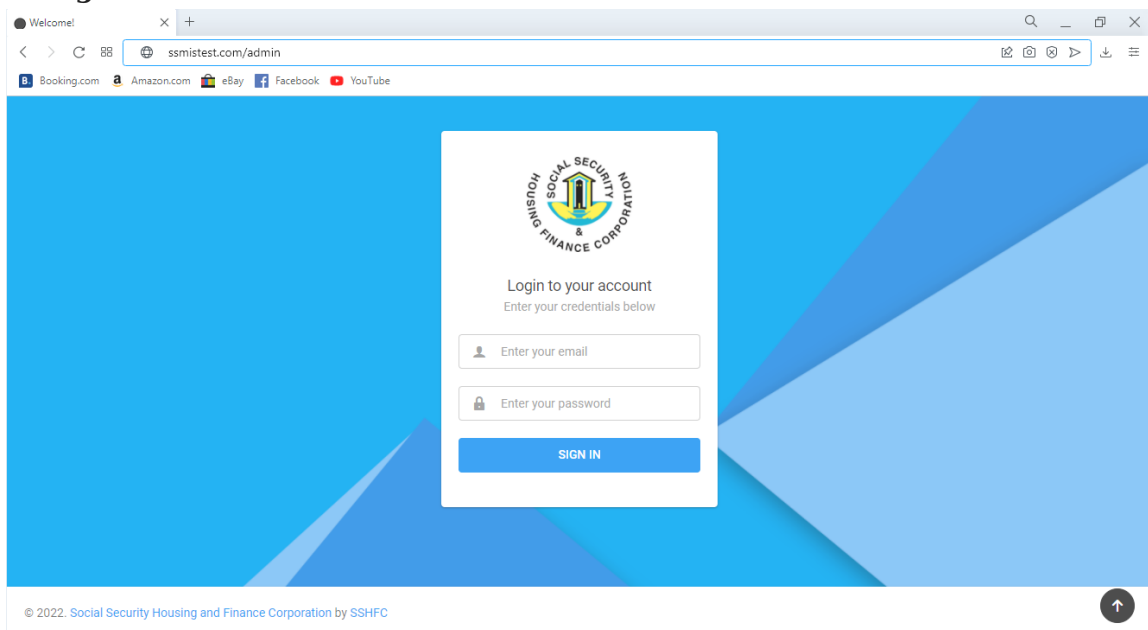 Welcome!
ssmistest.com/admin
B. Booking.com a Amazon.com eBay Facebook YouTube
SOCIAL SECURITY
HOUSING FINANCE CORPORATION
&
Login to your account
Enter your credentials below
Enter your email
Enter your password
SIGN IN
© 2022. Social Security Housing and Finance Corporation by SSHFC